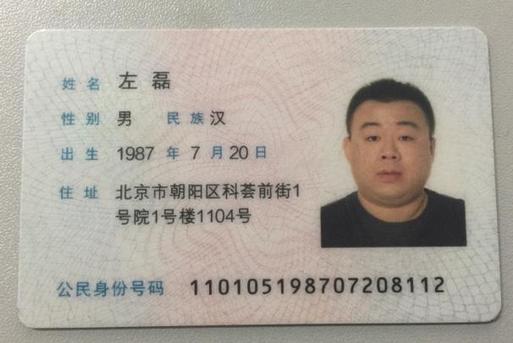 姓名 左磊
性别 男 民族 汉
出生 1987 年 7 月 20 日
住址 北京市朝阳区科荟前街1
号院1号楼1104号
公民身份号码 110105198707208112